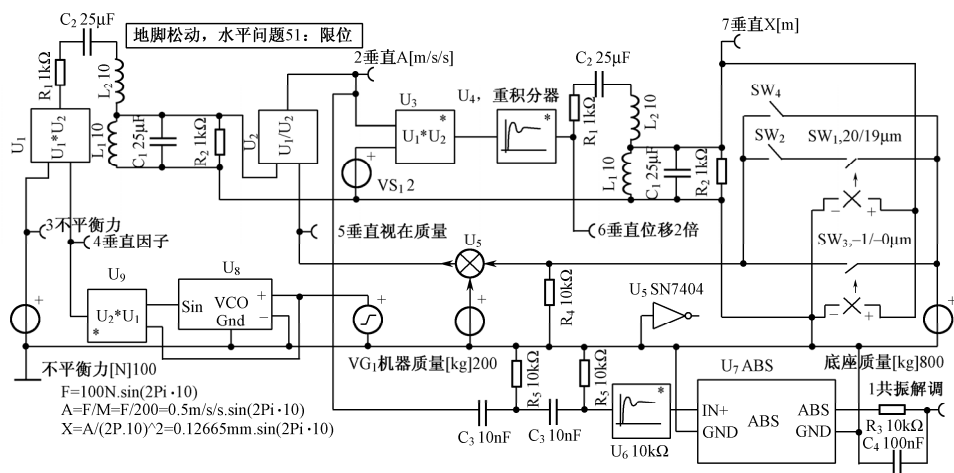 C₂ 25μF
地脚松动，水平问题51：限位
7垂直X[m]
2垂直A[m/s/s]
C₂ 25μF
R₁ 1kΩ
L₂ 10
U₃
U₄，重积分器
R₁ 1kΩ
L₂ 10
SW₄
U₁
U₁*U₂
L₁ 10
C₁ 25μF
R₂ 1kΩ
U₂
U₁/U₂
U₁*U₂
*
*
SW₂
SW₁,20/19μm
VS₁ 2
L₁ 10
C₁ 25μF
R₂ 1kΩ
3不平衡力
4垂直因子
5垂直视在质量
6垂直位移2倍
U₅
SW₃,−1/−0μm
U₉
U₈
U₂*U₁
*
Sin
VCO
Gnd
R₄ 10kΩ
U₅ SN7404
不平衡力[N]100
VG₁机器质量[kg]200
U₇ ABS
底座质量[kg]800
F=100N.sin(2Pi·10)
A=F/M=F/200=0.5m/s/s.sin(2Pi·10)
X=A/(2P.10)^2=0.12665mm.sin(2Pi·10)
R₅ 10kΩ
R₅ 10kΩ
*
1共振解调
IN+
GND
ABS
ABS
GND
R₃ 10kΩ
C₃ 10nF
C₃ 10nF
U₆ 10kΩ
C₄ 100nF